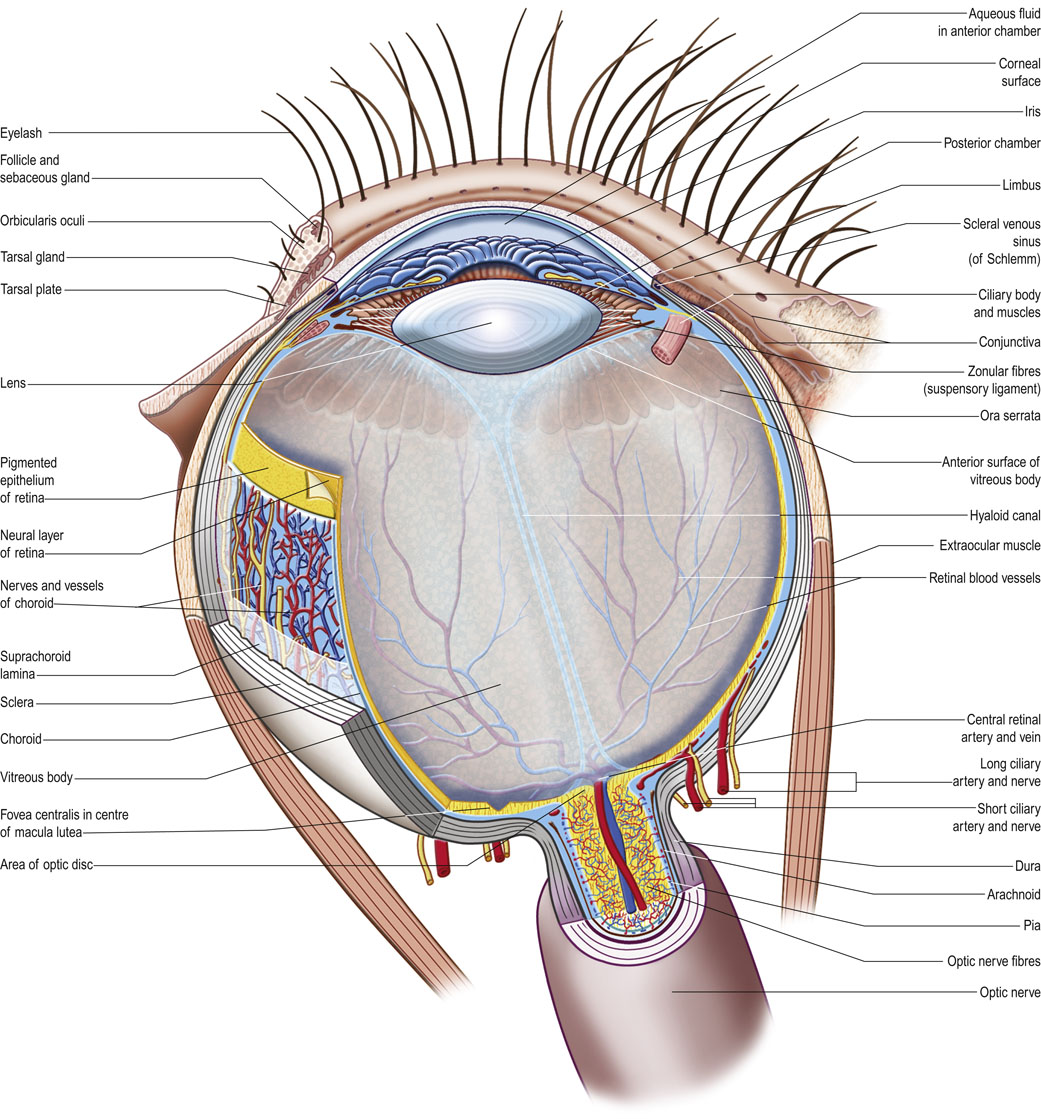 Eyelash
Follicle and
sebaceous gland
Orbicularis oculi
Tarsal gland
Tarsal plate
Lens
Pigmented
epithelium
of retina
Neural layer
of retina
Nerves and vessels
of choroid
Suprachoroid
lamina
Sclera
Choroid
Vitreous body
Fovea centralis in centre
of macula lutea
Area of optic disc
Aqueous fluid
in anterior chamber
Corneal
surface
Iris
Posterior chamber
Limbus
Scleral venous
sinus
(of Schlemm)
Ciliary body
and muscles
Conjunctiva
Zonular fibres
(suspensory ligament)
Ora serrata
Anterior surface of
vitreous body
Hyaloid canal
Extraocular muscle
Retinal blood vessels
Central retinal
artery and vein
Long ciliary
artery and nerve
Short ciliary
artery and nerve
Dura
Arachnoid
Pia
Optic nerve fibres
Optic nerve